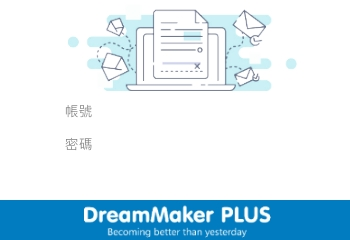 帳號
密碼
DreamMaker PLUS
Becoming better than yesterday